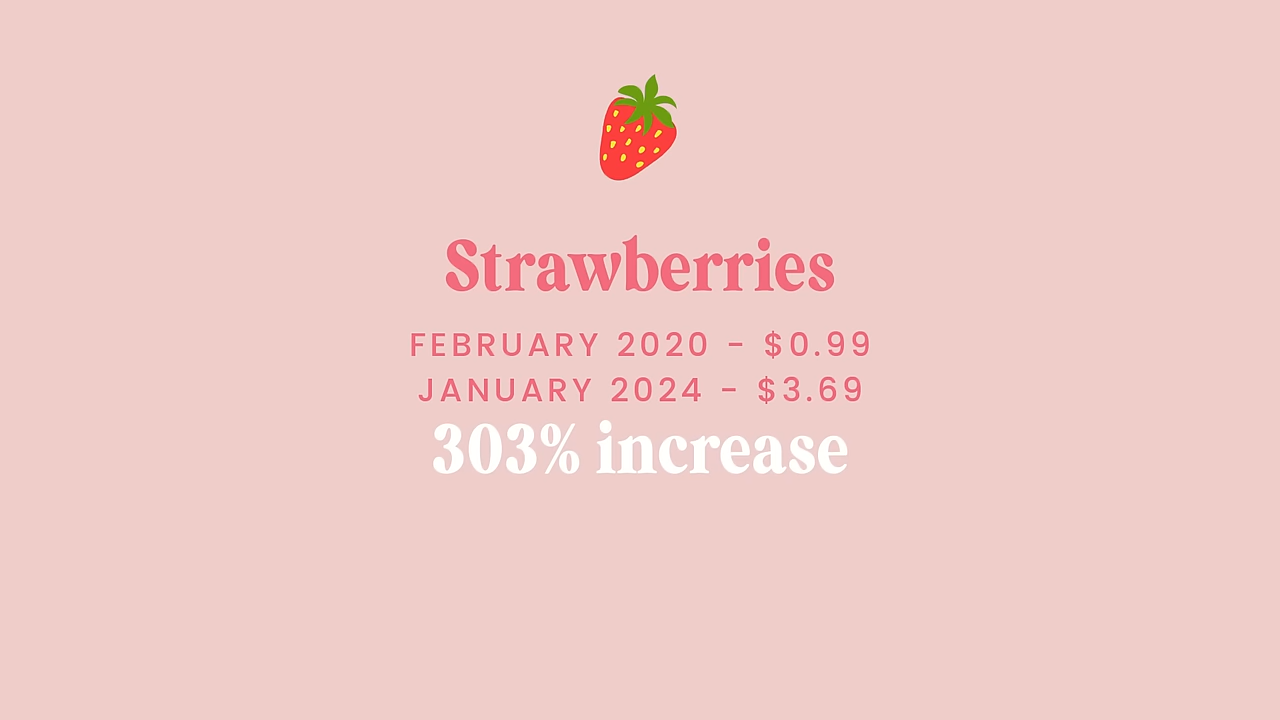 Strawberries
FEBRUARY 2020 - $0.99
JANUARY 2024 - $3.69
303% increase